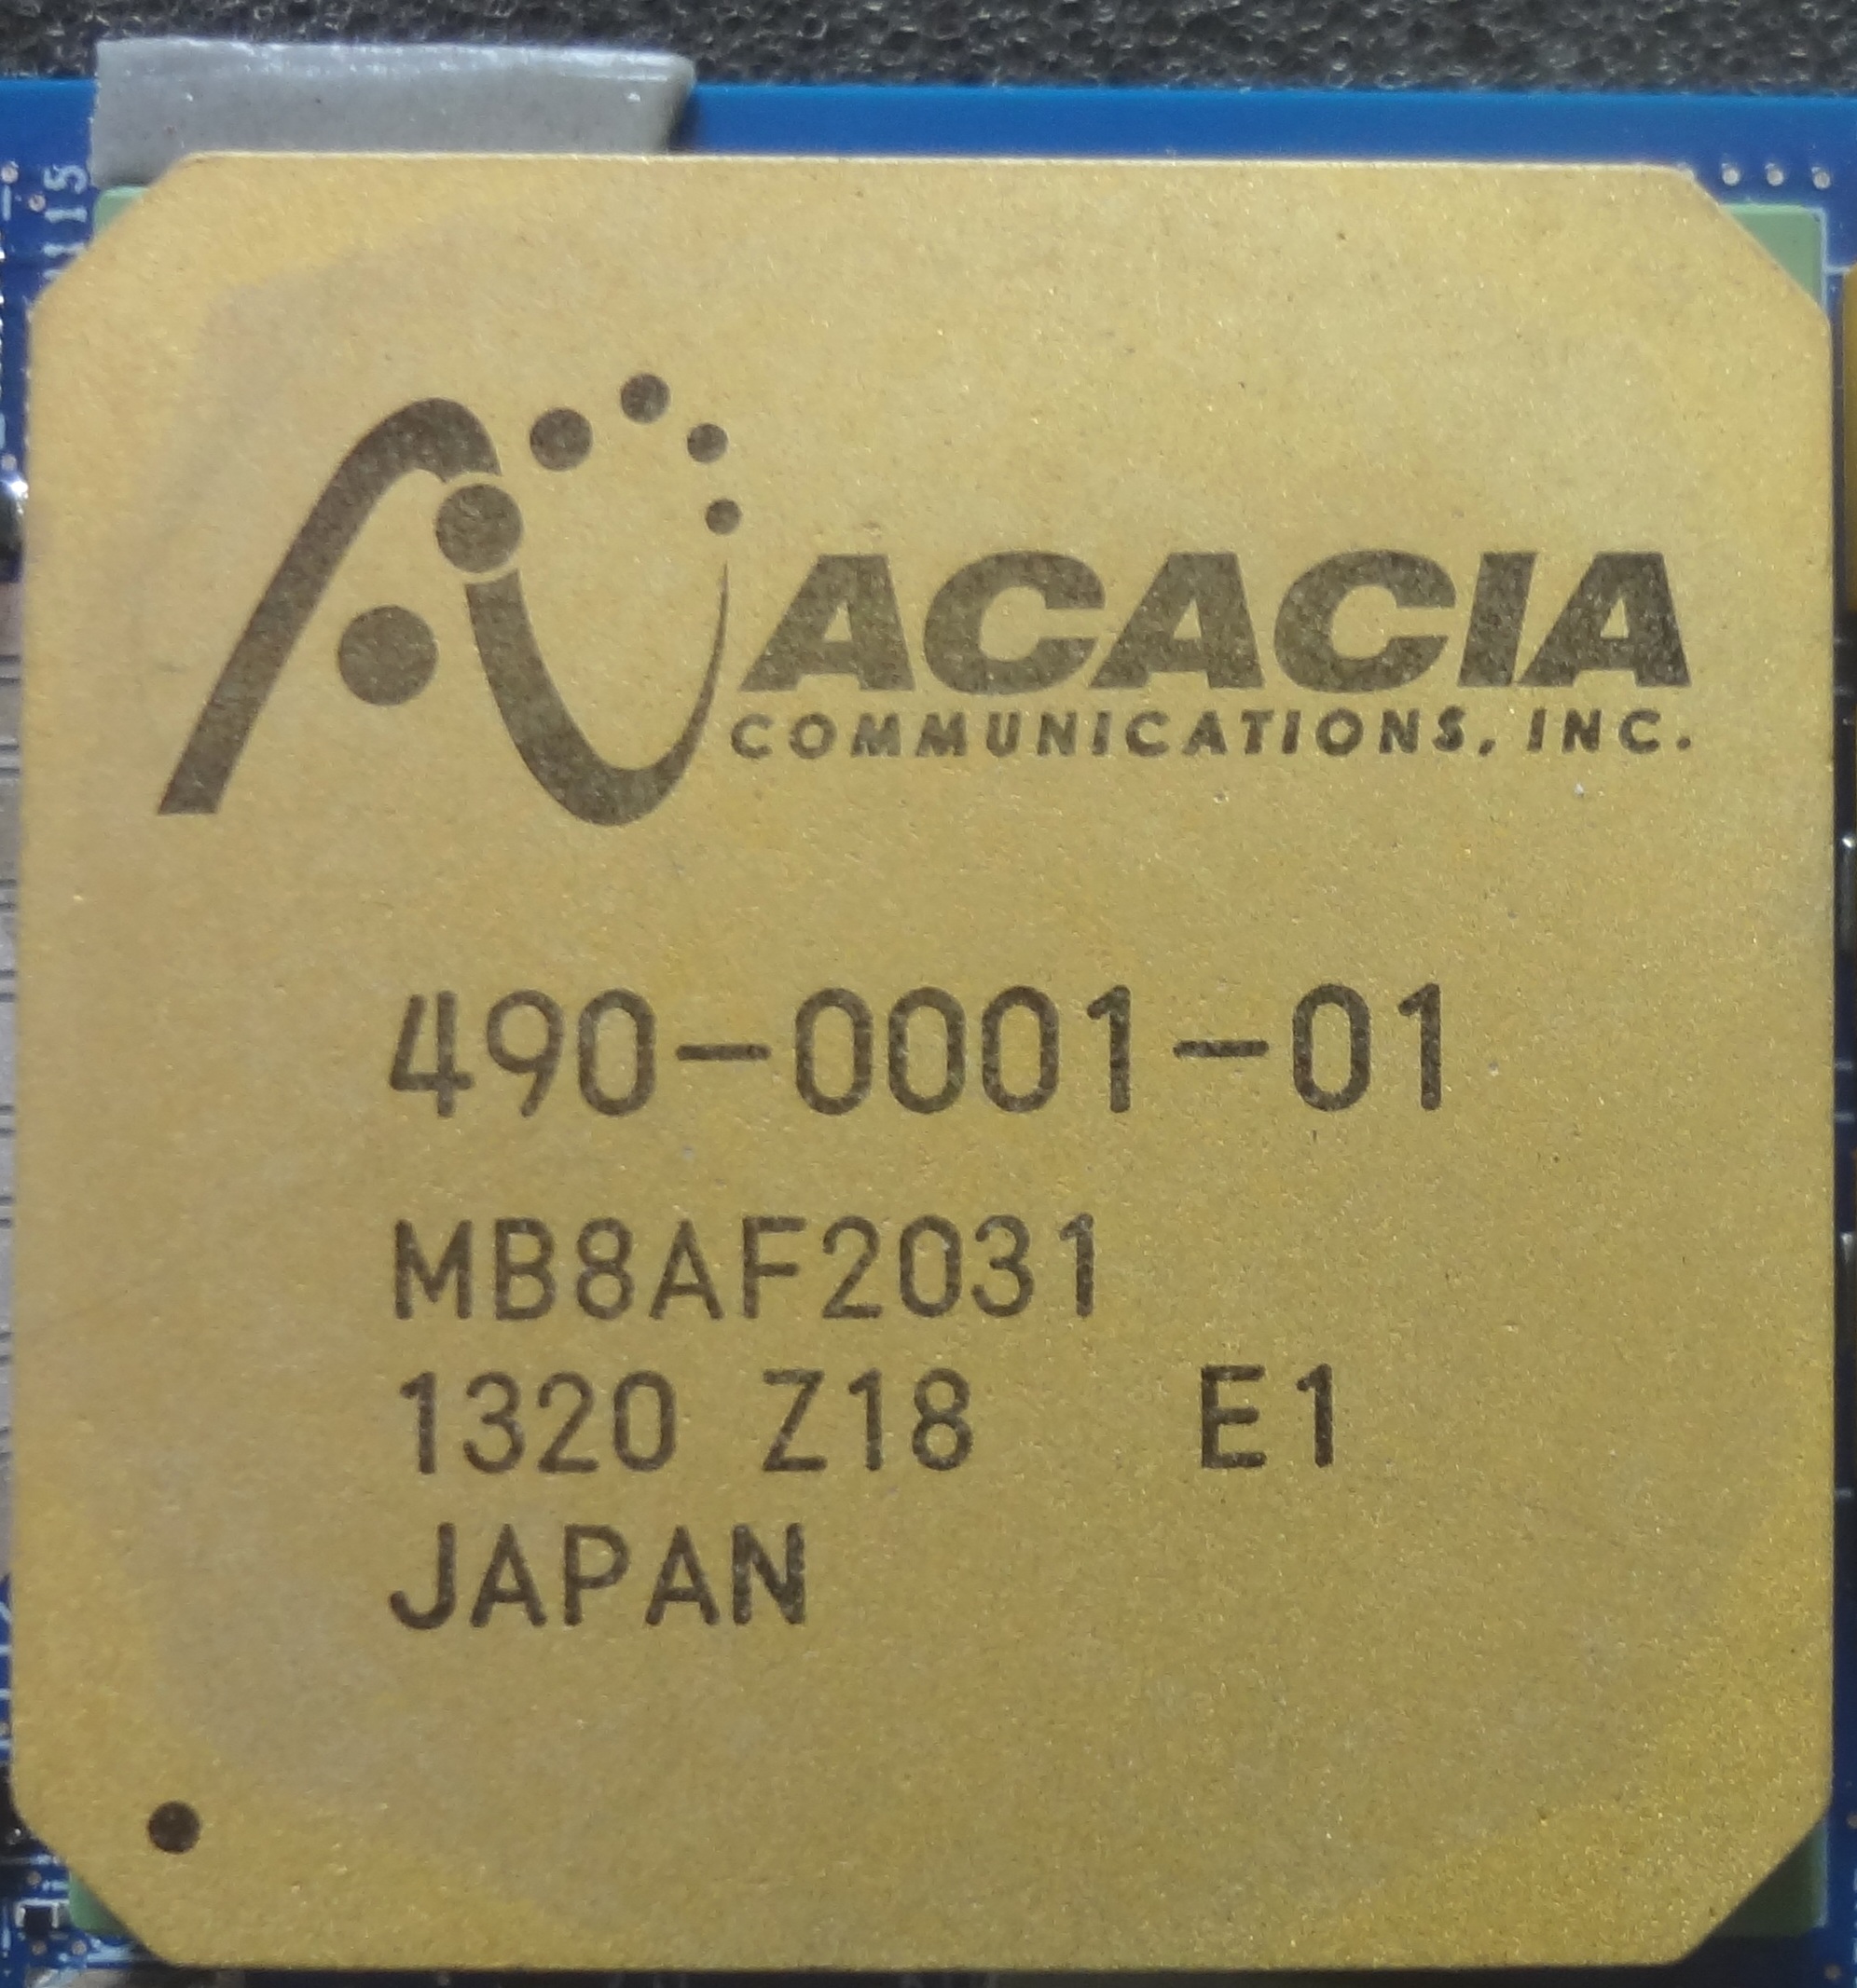 ACACIA
COMMUNICATIONS, INC.
490-0001-01
MB8AF2031
1320 Z18 E1
JAPAN